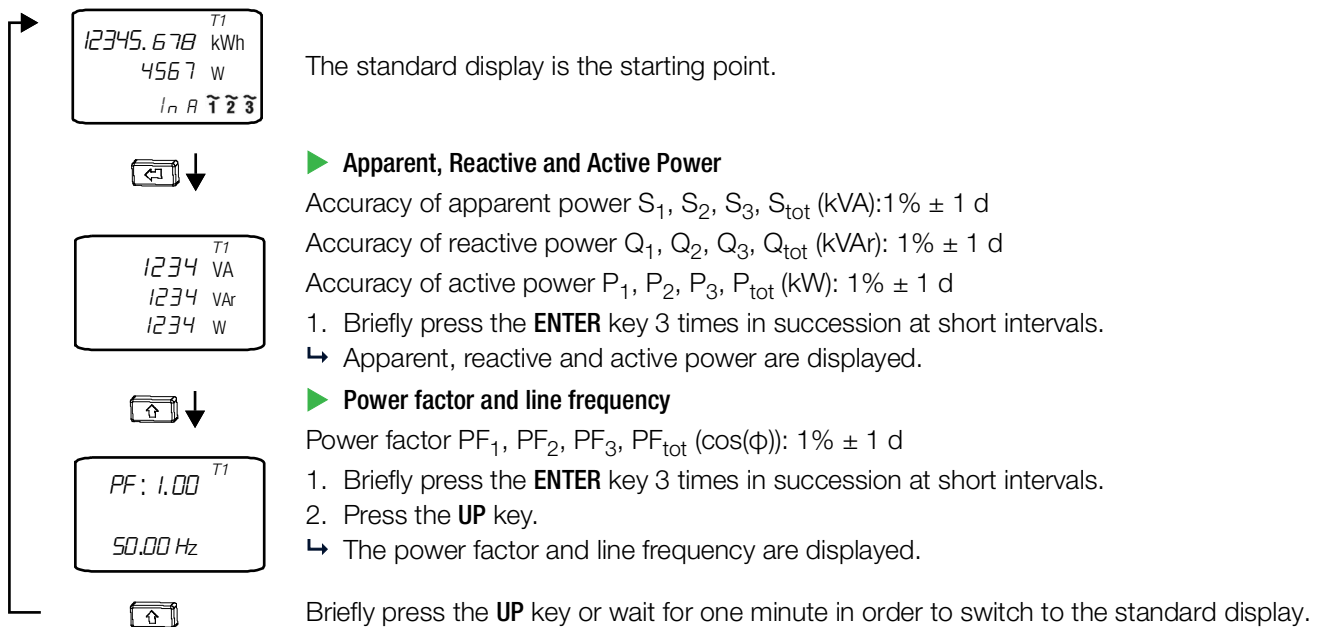 T1
12345.678 kWh
4567 W
In A 1̃ 2̃ 3̃
The standard display is the starting point.
Apparent, Reactive and Active Power
Accuracy of apparent power S1, S2, S3, Stot (kVA):1% ± 1 d
T1
1234 VA
1234 VAr
1234 W
Accuracy of reactive power Q1, Q2, Q3, Qtot (kVAr): 1% ± 1 d
Accuracy of active power P1, P2, P3, Ptot (kW): 1% ± 1 d
1. Briefly press the ENTER key 3 times in succession at short intervals.
↳ Apparent, reactive and active power are displayed.
Power factor and line frequency
Power factor PF1, PF2, PF3, PFtot (cos(φ)): 1% ± 1 d
T1
PF: 1.00
50.00 Hz
1. Briefly press the ENTER key 3 times in succession at short intervals.
2. Press the UP key.
↳ The power factor and line frequency are displayed.
Briefly press the UP key or wait for one minute in order to switch to the standard display.